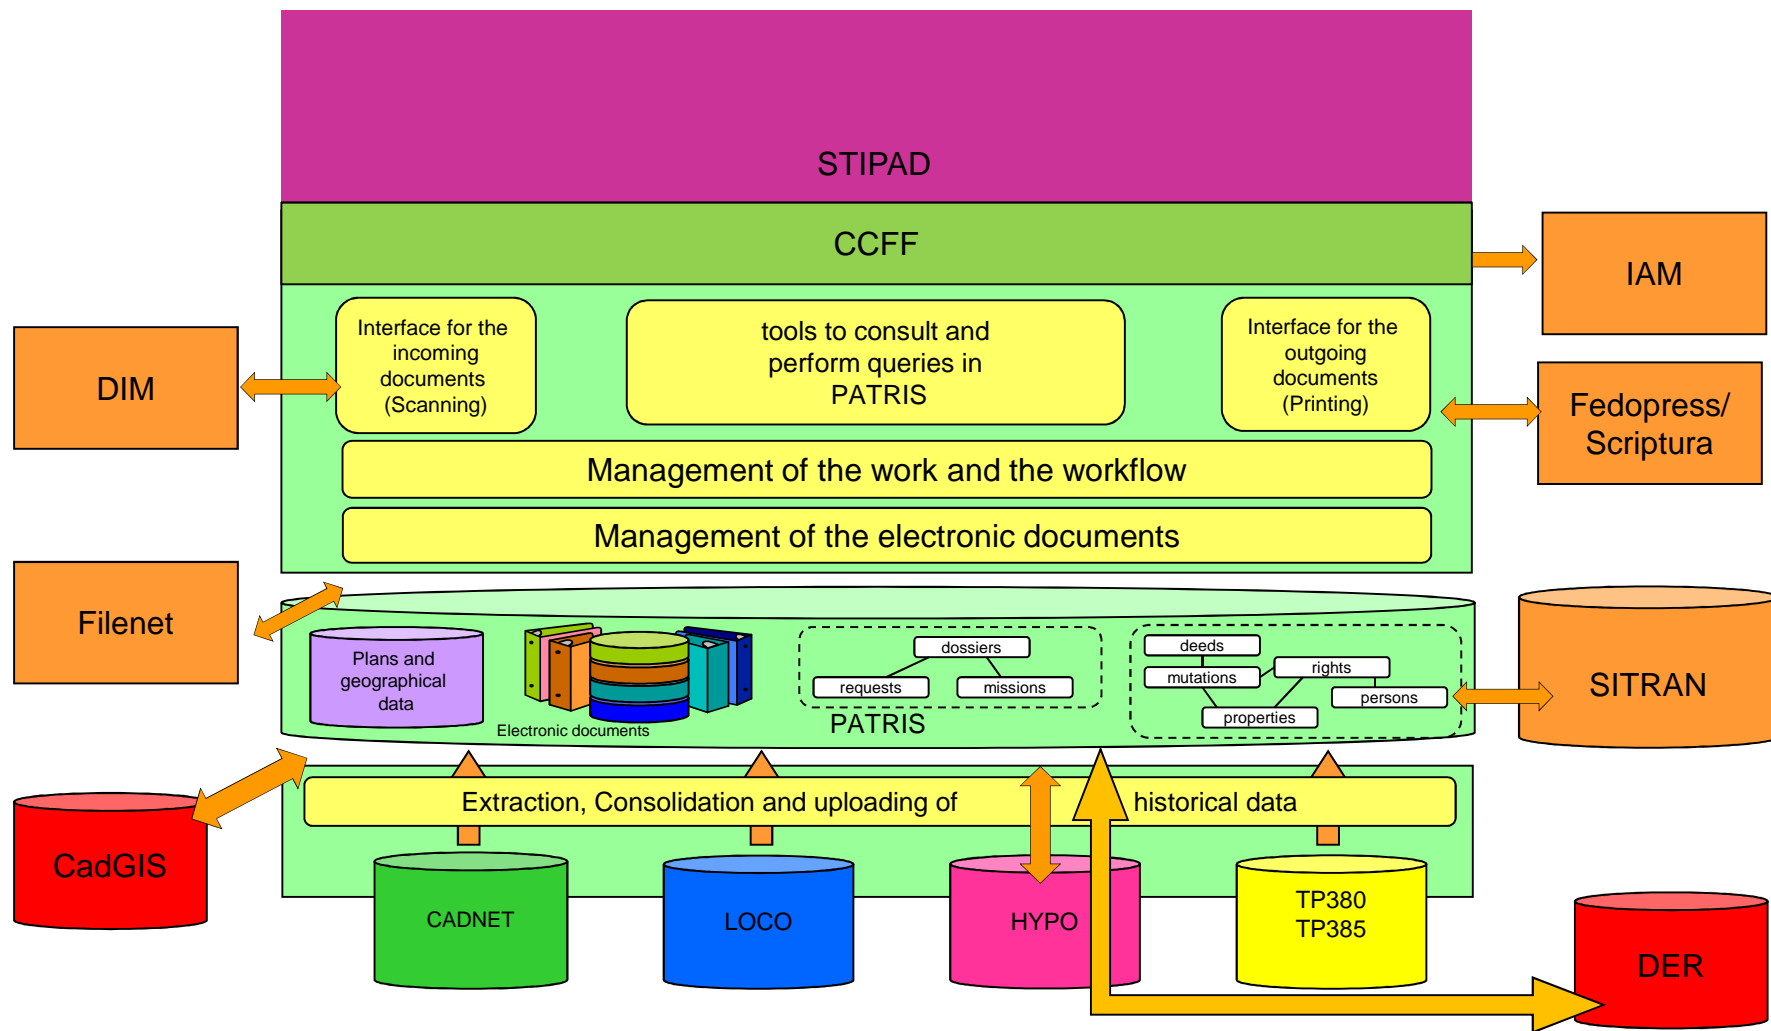 STIPAD
CCFF
IAM
Interface for the
incoming
documents
(Scanning)
tools to consult and
perform queries in
PATRIS
Interface for the
outgoing
documents
(Printing)
DIM
Fedopress/
Scriptura
Management of the work and the workflow
Management of the electronic documents
Filenet
Plans and
geographical
data
Electronic documents
dossiers
requests
missions
PATRIS
deeds
mutations
rights
persons
properties
SITRAN
Extraction, Consolidation and uploading of historical data
CadGIS
CADNET
LOCO
HYPO
TP380
TP385
DER